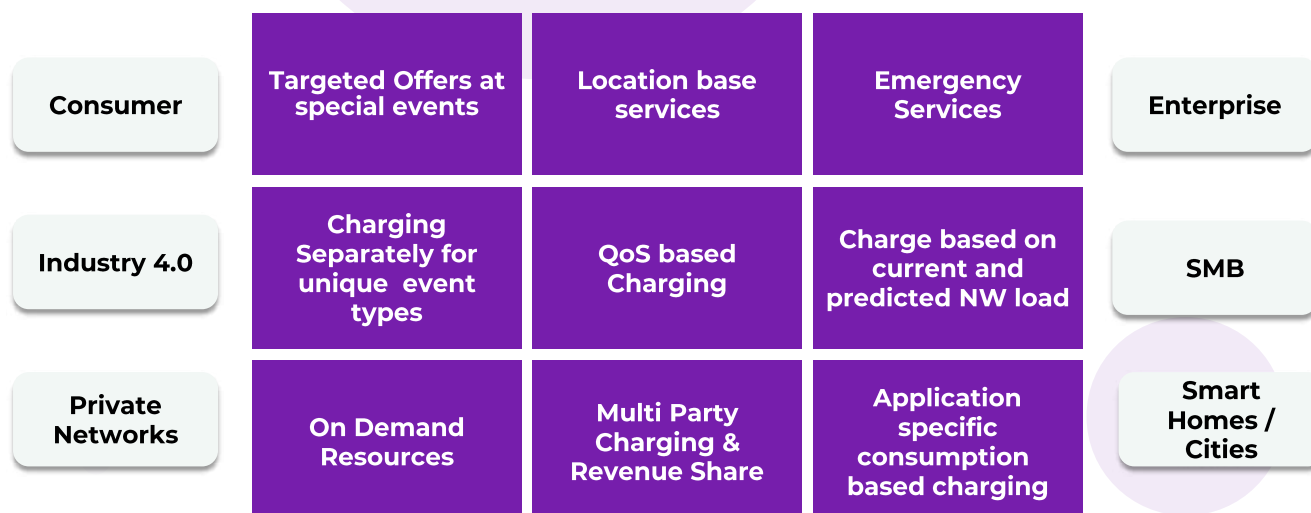 Consumer
Targeted Offers at
special events
Location base
services
Emergency
Services
Enterprise
Industry 4.0
Charging
Separately for
unique event
types
QoS based
Charging
Charge based on
current and
predicted NW load
SMB
Private
Networks
On Demand
Resources
Multi Party
Charging &
Revenue Share
Application
specific
consumption
based charging
Smart
Homes /
Cities